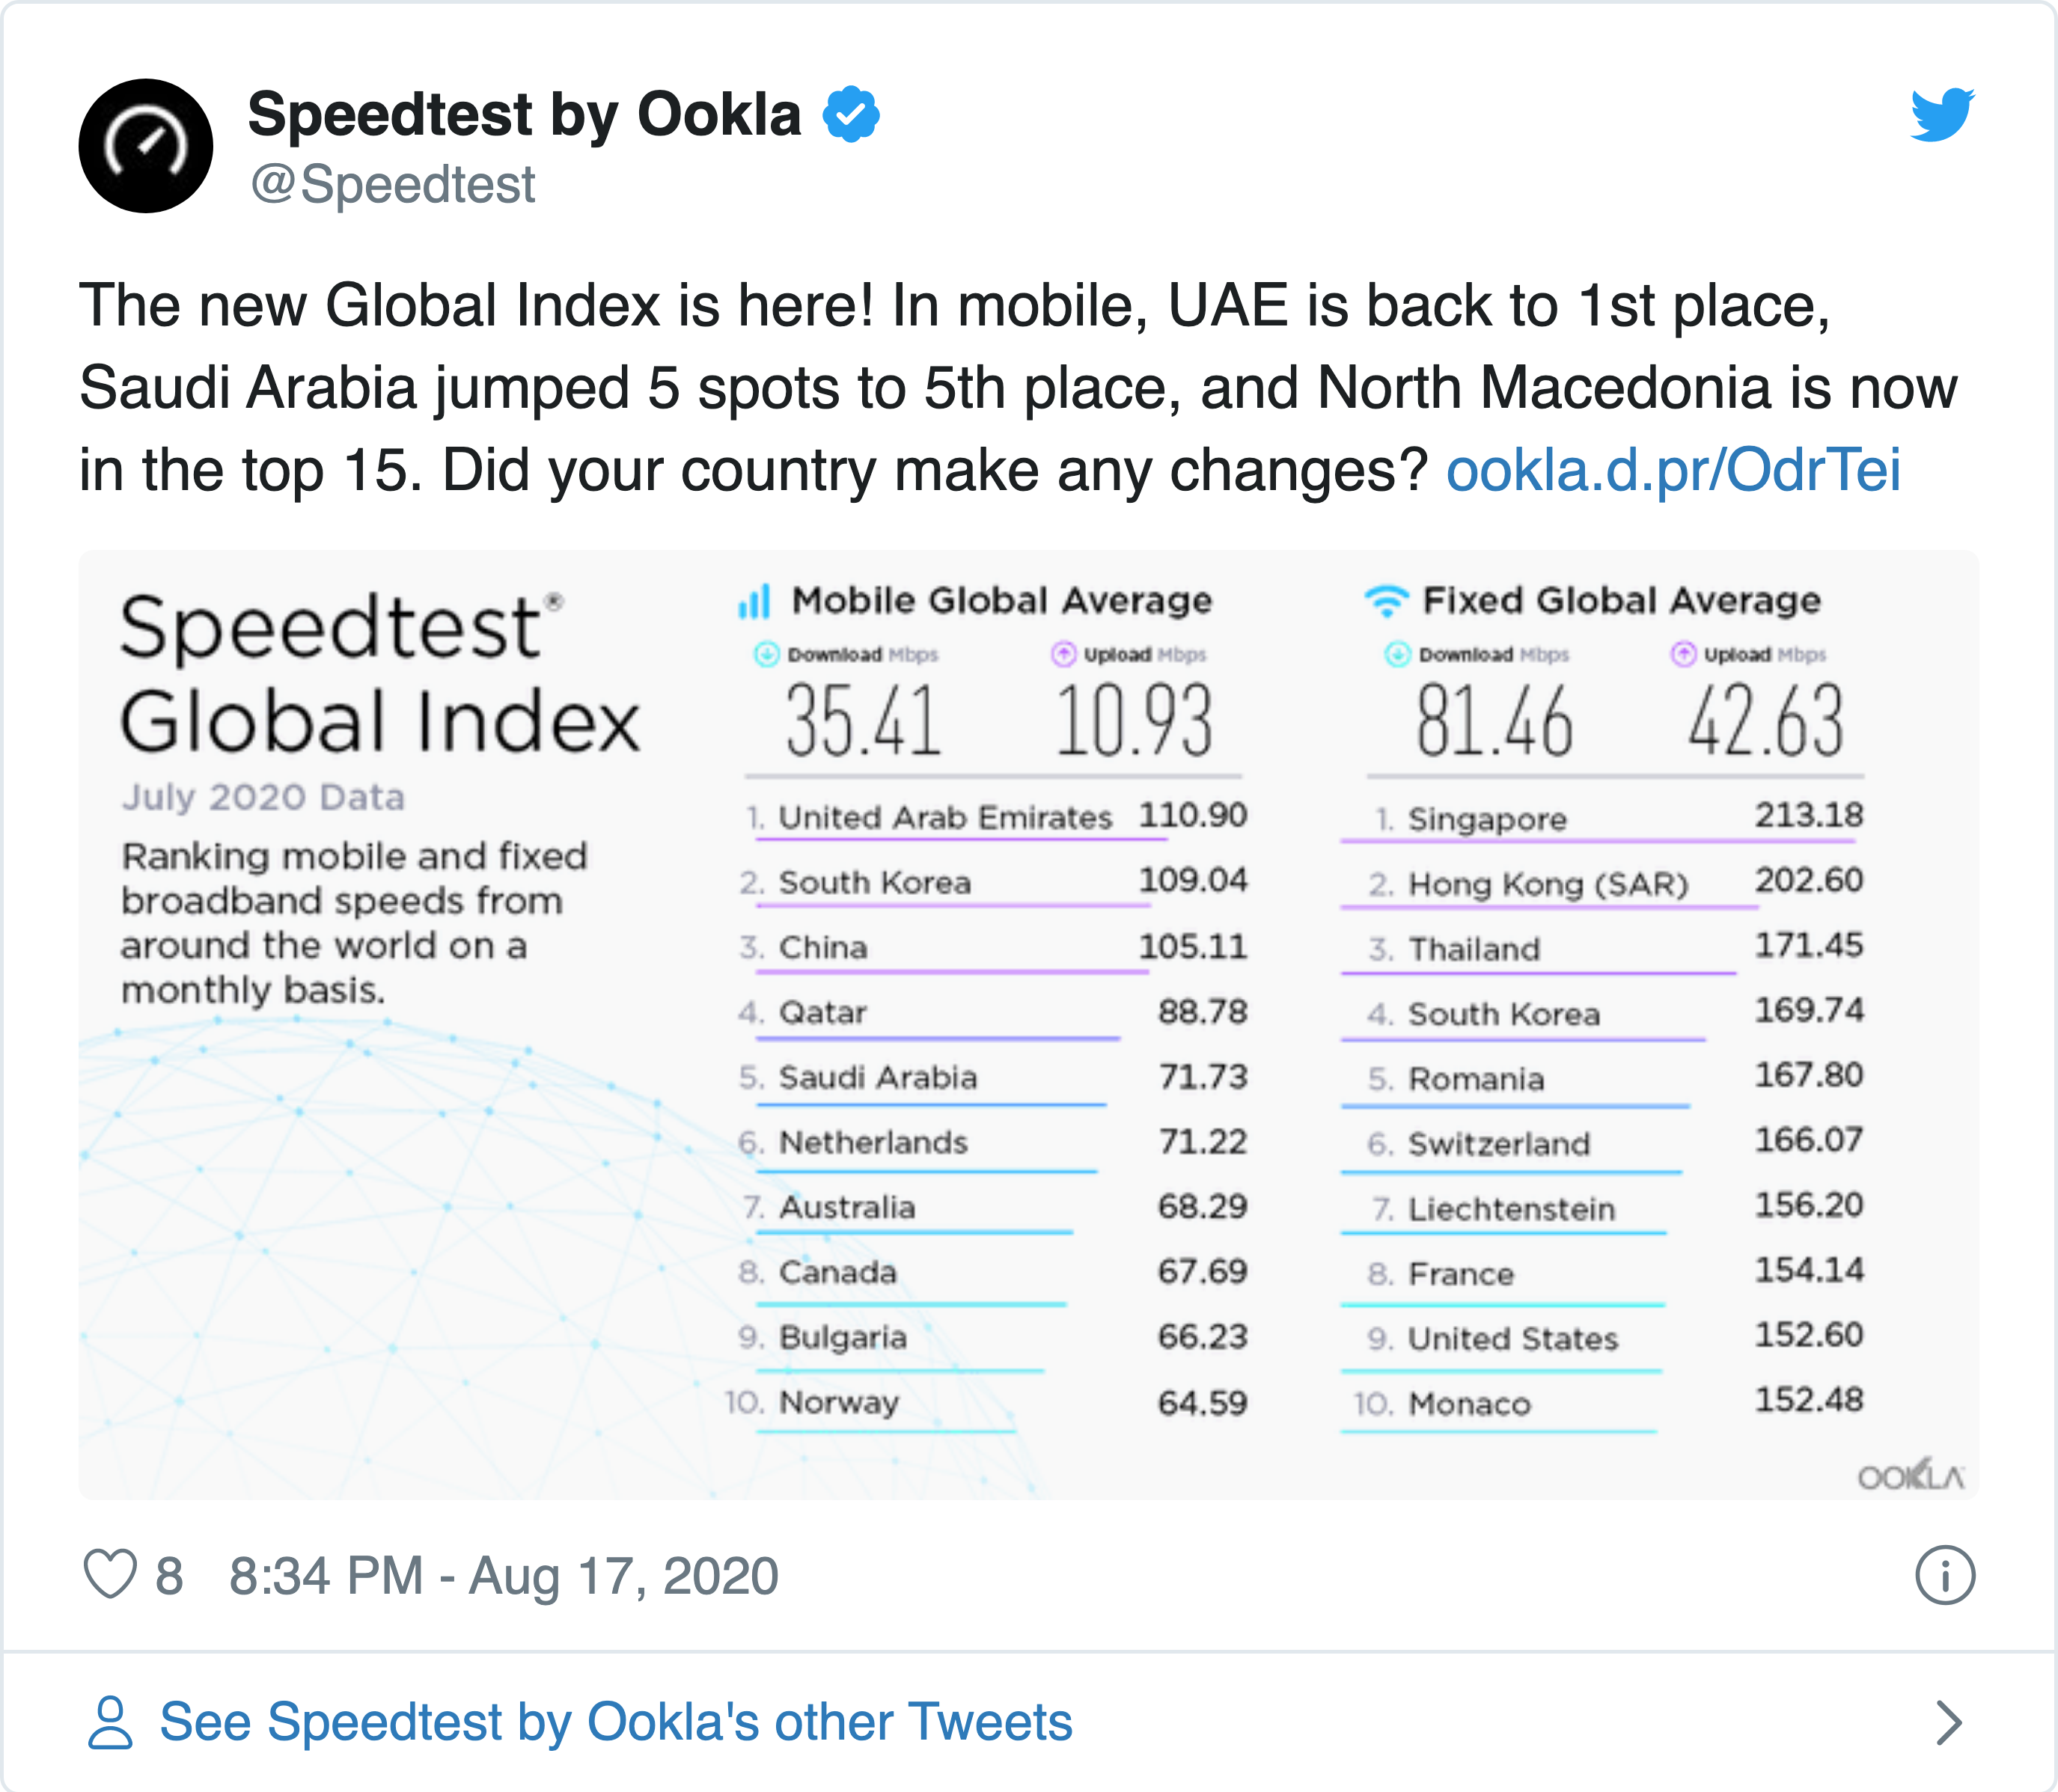 Speedtest by Ookla
@Speedtest
The new Global Index is here! In mobile, UAE is back to 1st place,
Saudi Arabia jumped 5 spots to 5th place, and North Macedonia is now
in the top 15. Did your country make any changes? ookla.d.pr/OdrTei
Speedtest®
Global Index
July 2020 Data
Ranking mobile and fixed
broadband speeds from
around the world on a
monthly basis.
Mobile Global Average
Download Mbps Upload Mbps
35.41 10.93
1. United Arab Emirates 110.90
2. South Korea 109.04
3. China 105.11
4. Qatar 88.78
5. Saudi Arabia 71.73
6. Netherlands 71.22
7. Australia 68.29
8. Canada 67.69
9. Bulgaria 66.23
10. Norway 64.59
Fixed Global Average
Download Mbps Upload Mbps
81.46 42.63
1. Singapore 213.18
2. Hong Kong (SAR) 202.60
3. Thailand 171.45
4. South Korea 169.74
5. Romania 167.80
6. Switzerland 166.07
7. Liechtenstein 156.20
8. France 154.14
9. United States 152.60
10. Monaco 152.48
OOKLA
8 8:34 PM - Aug 17, 2020
See Speedtest by Ookla's other Tweets